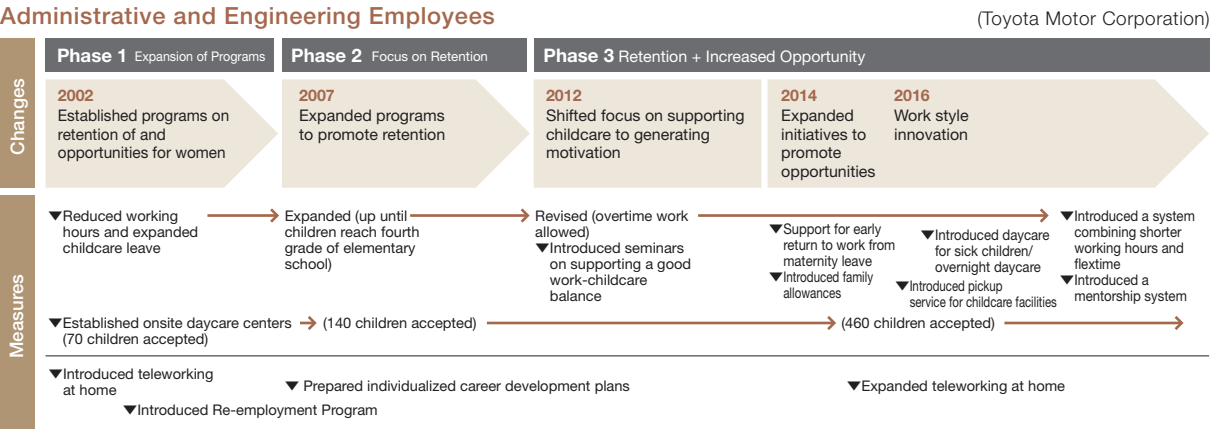 Administrative and Engineering Employees
(Toyota Motor Corporation)
Changes
Phase 1 Expansion of Programs
Phase 2 Focus on Retention
Phase 3 Retention + Increased Opportunity
2002
Established programs on
retention of and
opportunities for women
2007
Expanded programs
to promote retention
2012
Shifted focus on supporting
childcare to generating
motivation
2014
Expanded
initiatives to
promote
opportunities
2016
Work style
innovation
Measures
▼Reduced working
hours and expanded
childcare leave
Expanded (up until
children reach fourth
grade of elementary
school)
Revised (overtime work
allowed)
▼Introduced seminars
on supporting a good
work-childcare
balance
▼Support for early
return to work from
maternity leave
▼Introduced family
allowances
▼Introduced daycare
for sick children/
overnight daycare
▼Introduced pickup
service for childcare facilities
▼Introduced a system
combining shorter
working hours and
flextime
▼Introduced a
mentorship system
▼Established onsite daycare centers
(70 children accepted)
(140 children accepted)
(460 children accepted)
▼Introduced teleworking
at home
▼Introduced Re-employment Program
▼ Prepared individualized career development plans
▼Expanded teleworking at home